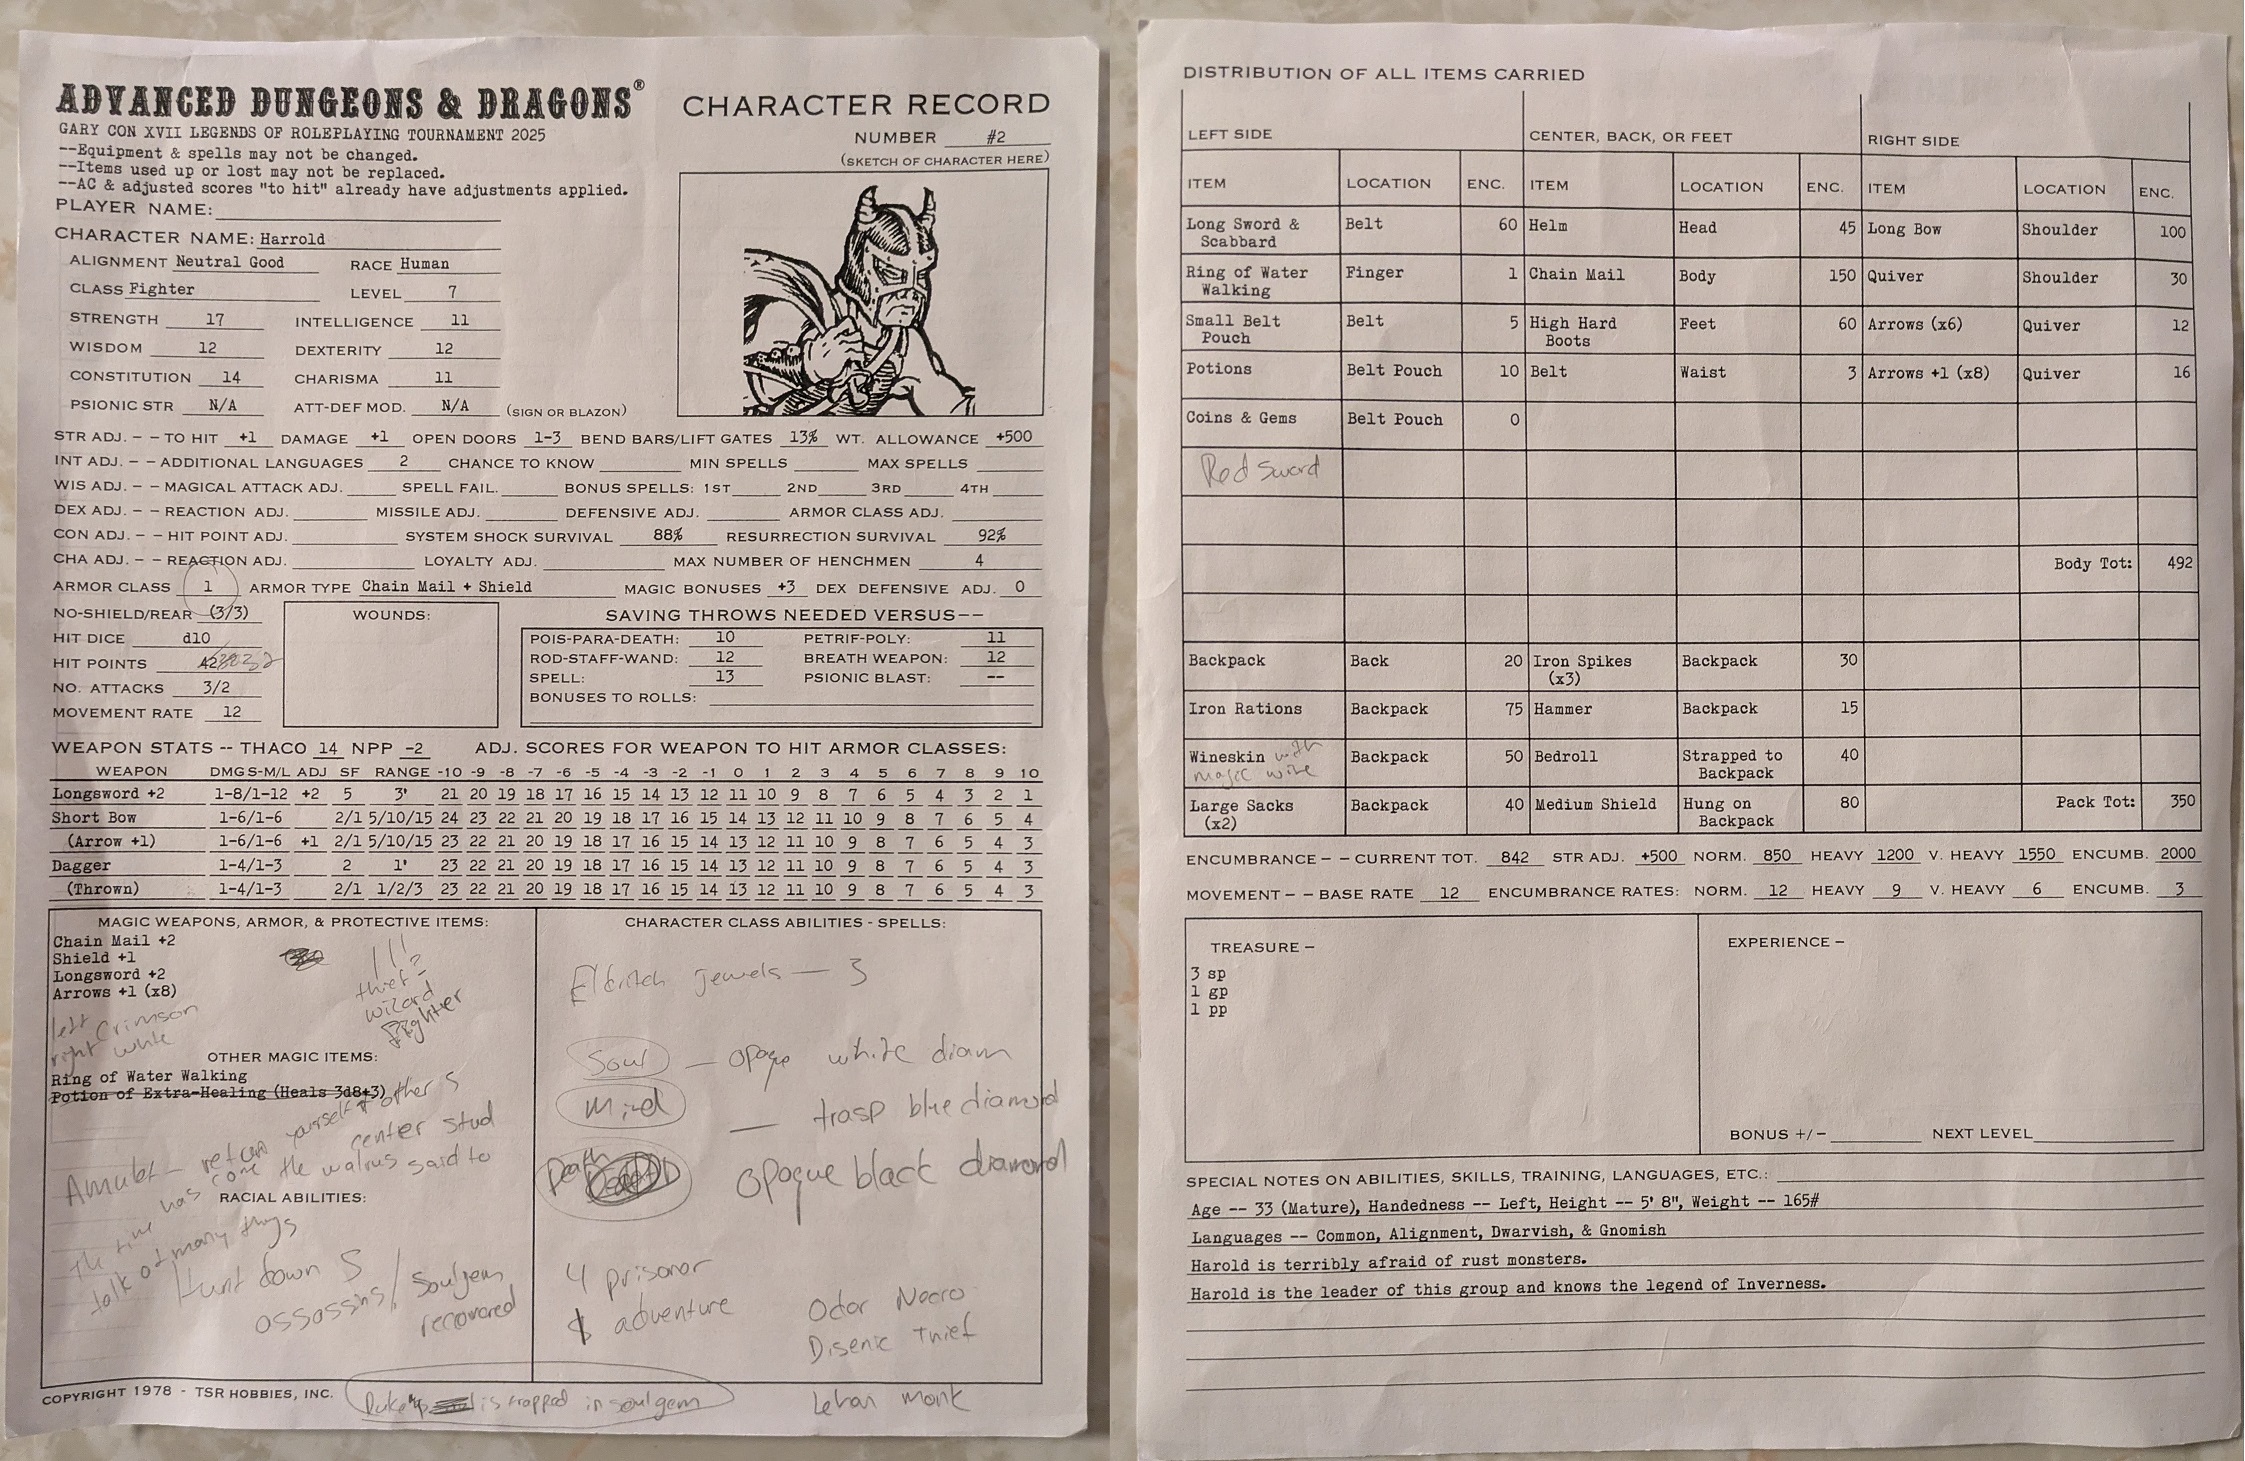 ADVANCED DUNGEONS & DRAGONS®
GARY CON XVII LEGENDS OF ROLEPLAYING TOURNAMENT 2025
--Equipment & spells may not be changed.
--Items used up or lost may not be replaced.
--AC & adjusted scores "to hit" already have adjustments applied.
CHARACTER RECORD
NUMBER #2
(SKETCH OF CHARACTER HERE)
PLAYER NAME:
CHARACTER NAME: Harrold
ALIGNMENT Neutral Good RACE Human
CLASS Fighter LEVEL 7
STRENGTH 17 INTELLIGENCE 11
WISDOM 12 DEXTERITY 12
CONSTITUTION 14 CHARISMA 11
PSIONIC STR N/A ATT-DEF MOD. N/A (SIGN OR BLAZON)
STR ADJ. -- TO HIT +1 DAMAGE +1 OPEN DOORS 1-3 BEND BARS/LIFT GATES 13% WT. ALLOWANCE +500
INT ADJ. -- ADDITIONAL LANGUAGES 2 CHANCE TO KNOW MIN SPELLS MAX SPELLS
WIS ADJ. -- MAGICAL ATTACK ADJ. SPELL FAIL. BONUS SPELLS: 1ST 2ND 3RD 4TH
DEX ADJ. -- REACTION ADJ. MISSILE ADJ. DEFENSIVE ADJ. ARMOR CLASS ADJ.
CON ADJ. -- HIT POINT ADJ. SYSTEM SHOCK SURVIVAL 88% RESURRECTION SURVIVAL 92%
CHA ADJ. -- REACTION ADJ. LOYALTY ADJ. MAX NUMBER OF HENCHMEN 4
ARMOR CLASS 1 ARMOR TYPE Chain Mail + Shield MAGIC BONUSES +3 DEX DEFENSIVE ADJ. 0
NO-SHIELD/REAR (3/3)
HIT DICE d10
HIT POINTS 42
NO. ATTACKS 3/2
MOVEMENT RATE 12
WOUNDS:
SAVING THROWS NEEDED VERSUS--
POIS-PARA-DEATH: 10 PETRIF-POLY: 11
ROD-STAFF-WAND: 12 BREATH WEAPON: 12
SPELL: 13 PSIONIC BLAST: --
BONUSES TO ROLLS:
WEAPON STATS -- THACO 14 NPP -2 ADJ. SCORES FOR WEAPON TO HIT ARMOR CLASSES:
WEAPON DMG S-M/L ADJ SF RANGE -10 -9 -8 -7 -6 -5 -4 -3 -2 -1 0 1 2 3 4 5 6 7 8 9 10
Longsword +2 1-8/1-12 +2 5 3' 21 20 19 18 17 16 15 14 13 12 11 10 9 8 7 6 5 4 3 2 1
Short Bow 1-6/1-6 2/1 5/10/15 24 23 22 21 20 19 18 17 16 15 14 13 12 11 10 9 8 7 6 5 4
(Arrow +1) 1-6/1-6 +1 2/1 5/10/15 23 22 21 20 19 18 17 16 15 14 13 12 11 10 9 8 7 6 5 4 3
Dagger 1-4/1-3 2 1' 23 22 21 20 19 18 17 16 15 14 13 12 11 10 9 8 7 6 5 4 3
(Thrown) 1-4/1-3 2/1 1/2/3 23 22 21 20 19 18 17 16 15 14 13 12 11 10 9 8 7 6 5 4 3
MAGIC WEAPONS, ARMOR, & PROTECTIVE ITEMS:
Chain Mail +2
Shield +1
Longsword +2
Arrows +1 (x8)
!!!
thief
wizard
fighter
left Crimson
right white
OTHER MAGIC ITEMS:
Ring of Water Walking
Potion of Extra-Healing (Heals 3d8+3)
Amulet - return yourself + other 5
center stud
the time has come the walrus said to
talk of many things
RACIAL ABILITIES:
Hunt down 5
assassins / Soulgem
recovered
CHARACTER CLASS ABILITIES - SPELLS:
Eldritch jewels — 3
Soul — opaque white diam
Mind — trasp blue diamond
Death opaque black diamond
4 prisoner
adventure
Odor Necro
Disenic Thief
Lehan monk
COPYRIGHT 1978 - TSR HOBBIES, INC.
Duke is trapped in soulgem
DISTRIBUTION OF ALL ITEMS CARRIED
LEFT SIDE CENTER, BACK, OR FEET RIGHT SIDE
ITEM LOCATION ENC. ITEM LOCATION ENC. ITEM LOCATION ENC.
Long Sword & Scabbard Belt 60 Helm Head 45 Long Bow Shoulder 100
Ring of Water Walking Finger 1 Chain Mail Body 150 Quiver Shoulder 30
Small Belt Pouch Belt 5 High Hard Boots Feet 60 Arrows (x6) Quiver 12
Potions Belt Pouch 10 Belt Waist 3 Arrows +1 (x8) Quiver 16
Coins & Gems Belt Pouch 0
Red Sword
Body Tot: 492
Backpack Back 20 Iron Spikes (x3) Backpack 30
Iron Rations Backpack 75 Hammer Backpack 15
Wineskin with magic wine Backpack 50 Bedroll Strapped to Backpack 40
Large Sacks (x2) Backpack 40 Medium Shield Hung on Backpack 80 Pack Tot: 350
ENCUMBRANCE -- CURRENT TOT. 842 STR ADJ. +500 NORM. 850 HEAVY 1200 V. HEAVY 1550 ENCUMB. 2000
MOVEMENT -- BASE RATE 12 ENCUMBRANCE RATES: NORM. 12 HEAVY 9 V. HEAVY 6 ENCUMB. 3
TREASURE –
3 sp
1 gp
1 pp
EXPERIENCE –
BONUS +/– NEXT LEVEL
SPECIAL NOTES ON ABILITIES, SKILLS, TRAINING, LANGUAGES, ETC.:
Age -- 33 (Mature), Handedness -- Left, Height -- 5' 8", Weight -- 165#
Languages -- Common, Alignment, Dwarvish, & Gnomish
Harold is terribly afraid of rust monsters.
Harold is the leader of this group and knows the legend of Inverness.